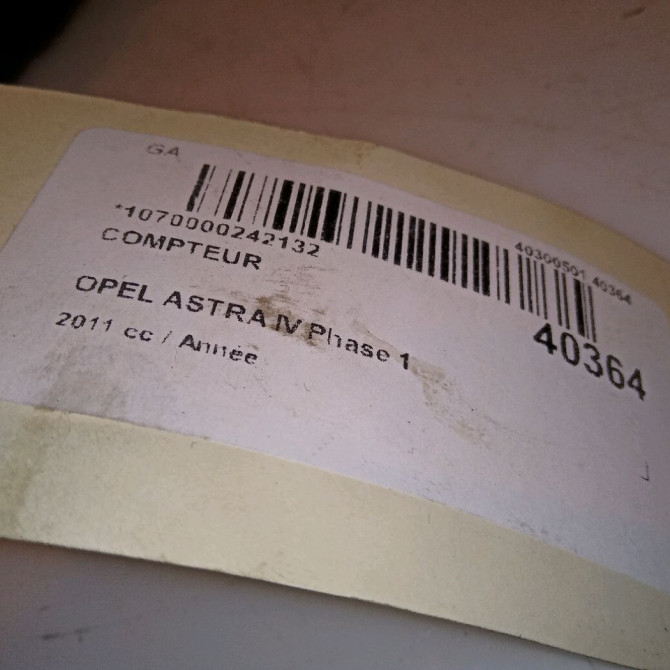 GA
*1070000242132
40300501 40364
COMPTEUR
40364
OPEL ASTRA IV Phase 1
2011 cc / Année